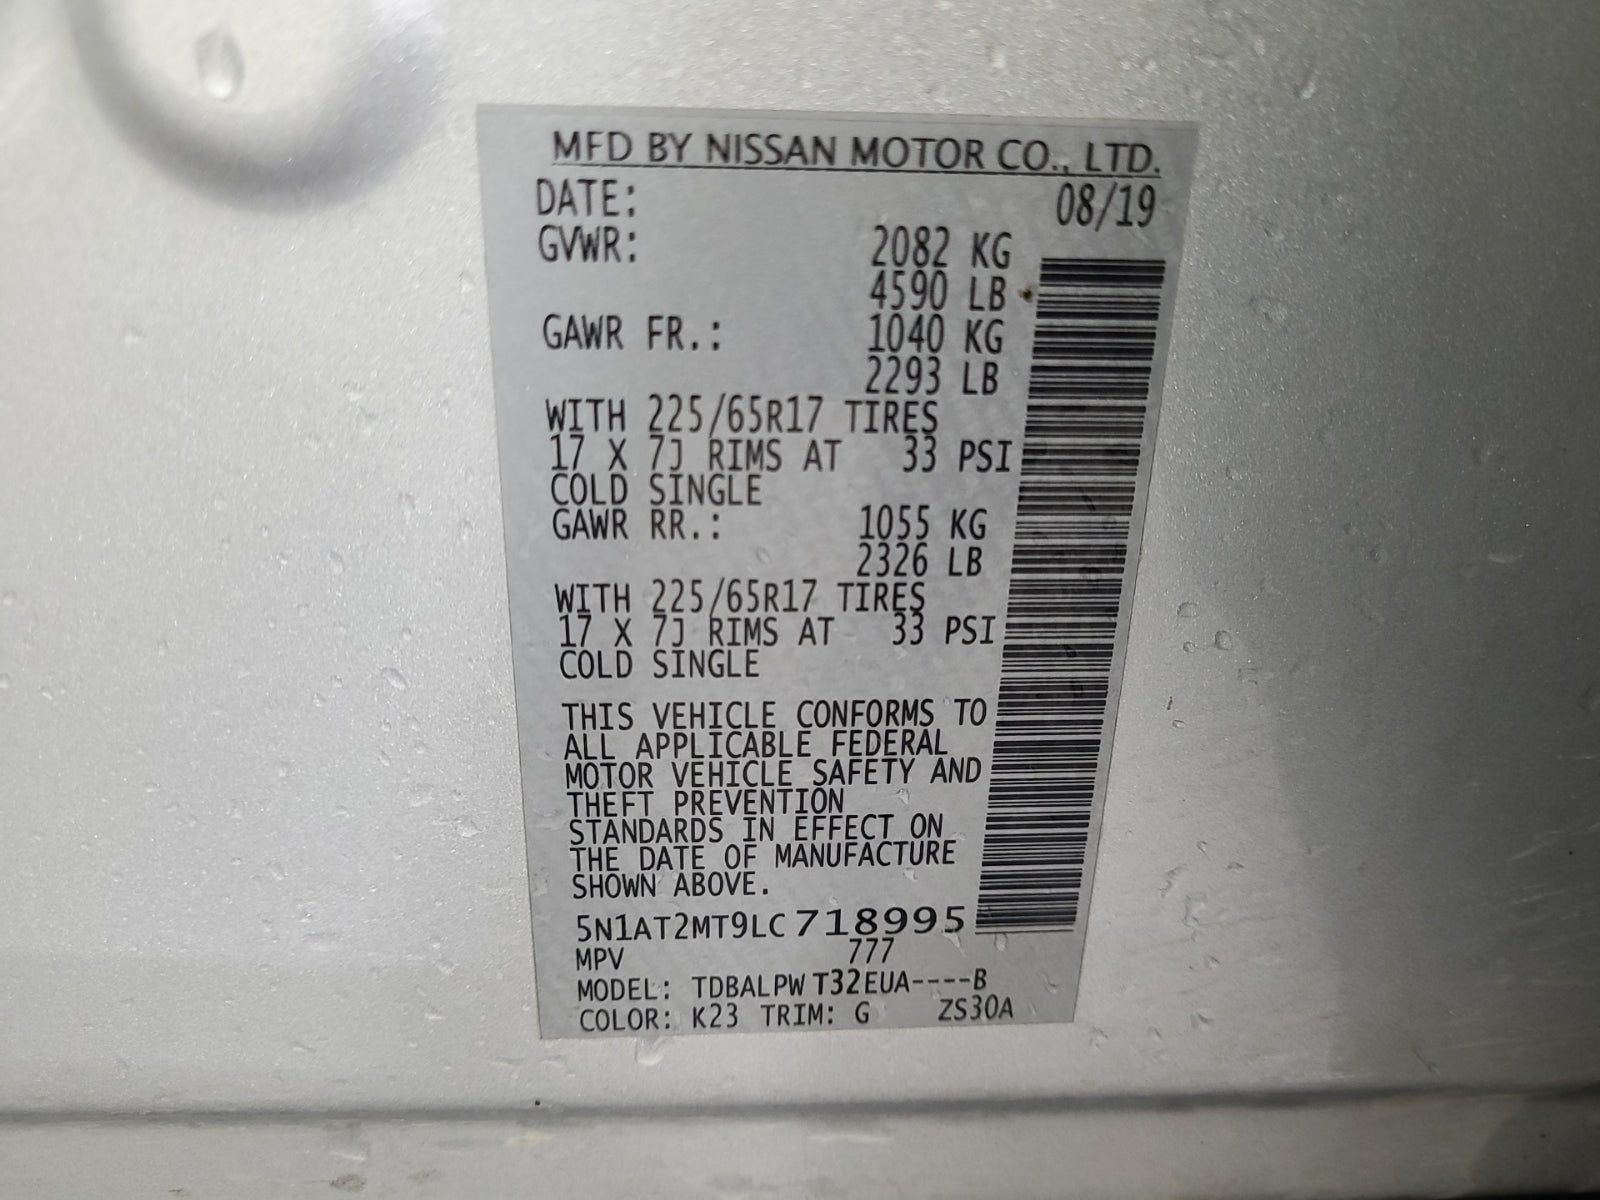 MFD BY NISSAN MOTOR CO., LTD.
DATE: 08/19
GVWR: 2082 KG
4590 LB
GAWR FR.: 1040 KG
2293 LB
WITH 225/65R17 TIRES
17 X 7J RIMS AT 33 PSI
COLD SINGLE
GAWR RR.: 1055 KG
2326 LB
WITH 225/65R17 TIRES
17 X 7J RIMS AT 33 PSI
COLD SINGLE
THIS VEHICLE CONFORMS TO
ALL APPLICABLE FEDERAL
MOTOR VEHICLE SAFETY AND
THEFT PREVENTION
STANDARDS IN EFFECT ON
THE DATE OF MANUFACTURE
SHOWN ABOVE.
5N1AT2MT9LC718995
MPV 777
MODEL: TDBALPW T32EUA----B
COLOR: K23 TRIM: G ZS30A